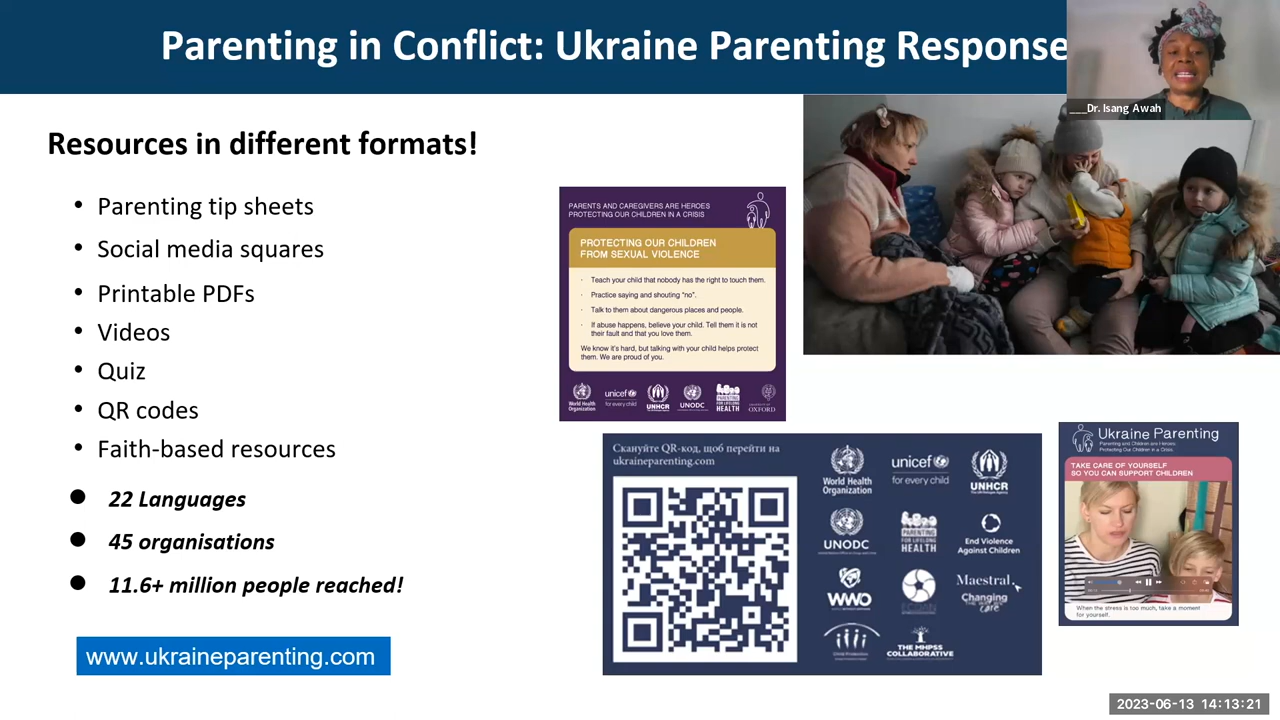 Parenting in Conflict: Ukraine Parenting Response
___Dr. Isang Awah
Resources in different formats!
• Parenting tip sheets
• Social media squares
• Printable PDFs
• Videos
• Quiz
• QR codes
• Faith-based resources
• 22 Languages
• 45 organisations
• 11.6+ million people reached!
www.ukraineparenting.com
PARENTS AND CAREGIVERS ARE HEROES
PROTECTING OUR CHILDREN IN A CRISIS
PROTECTING OUR CHILDREN
FROM SEXUAL VIOLENCE
· Teach your child that nobody has the right to touch them.
· Practice saying and shouting "no".
· Talk to them about dangerous places and people.
· If abuse happens, believe your child. Tell them it is not
their fault and that you love them.
We know it's hard, but talking with your child helps protect
them. We are proud of you.
World Health
Organization
unicef
for every child
UNHCR
UNODC
PARENTING
FOR LIFELONG
HEALTH
OXFORD
Скануйте QR-код, щоб перейти на
ukraineparenting.com
World Health
Organization
unicef
for every child
UNHCR
UNODC
PARENTING
FOR LIFELONG
HEALTH
End Violence
Against Children
WWO
Maestral.
Changing
care
THE MHPSS
COLLABORATIVE
Ukraine Parenting
Parenting and Children are Heroes:
Protecting Our Children in a Crisis
TAKE CARE OF YOURSELF
SO YOU CAN SUPPORT CHILDREN
When the stress is too much, take a moment
for yourself.
2023-06-13 14:13:21